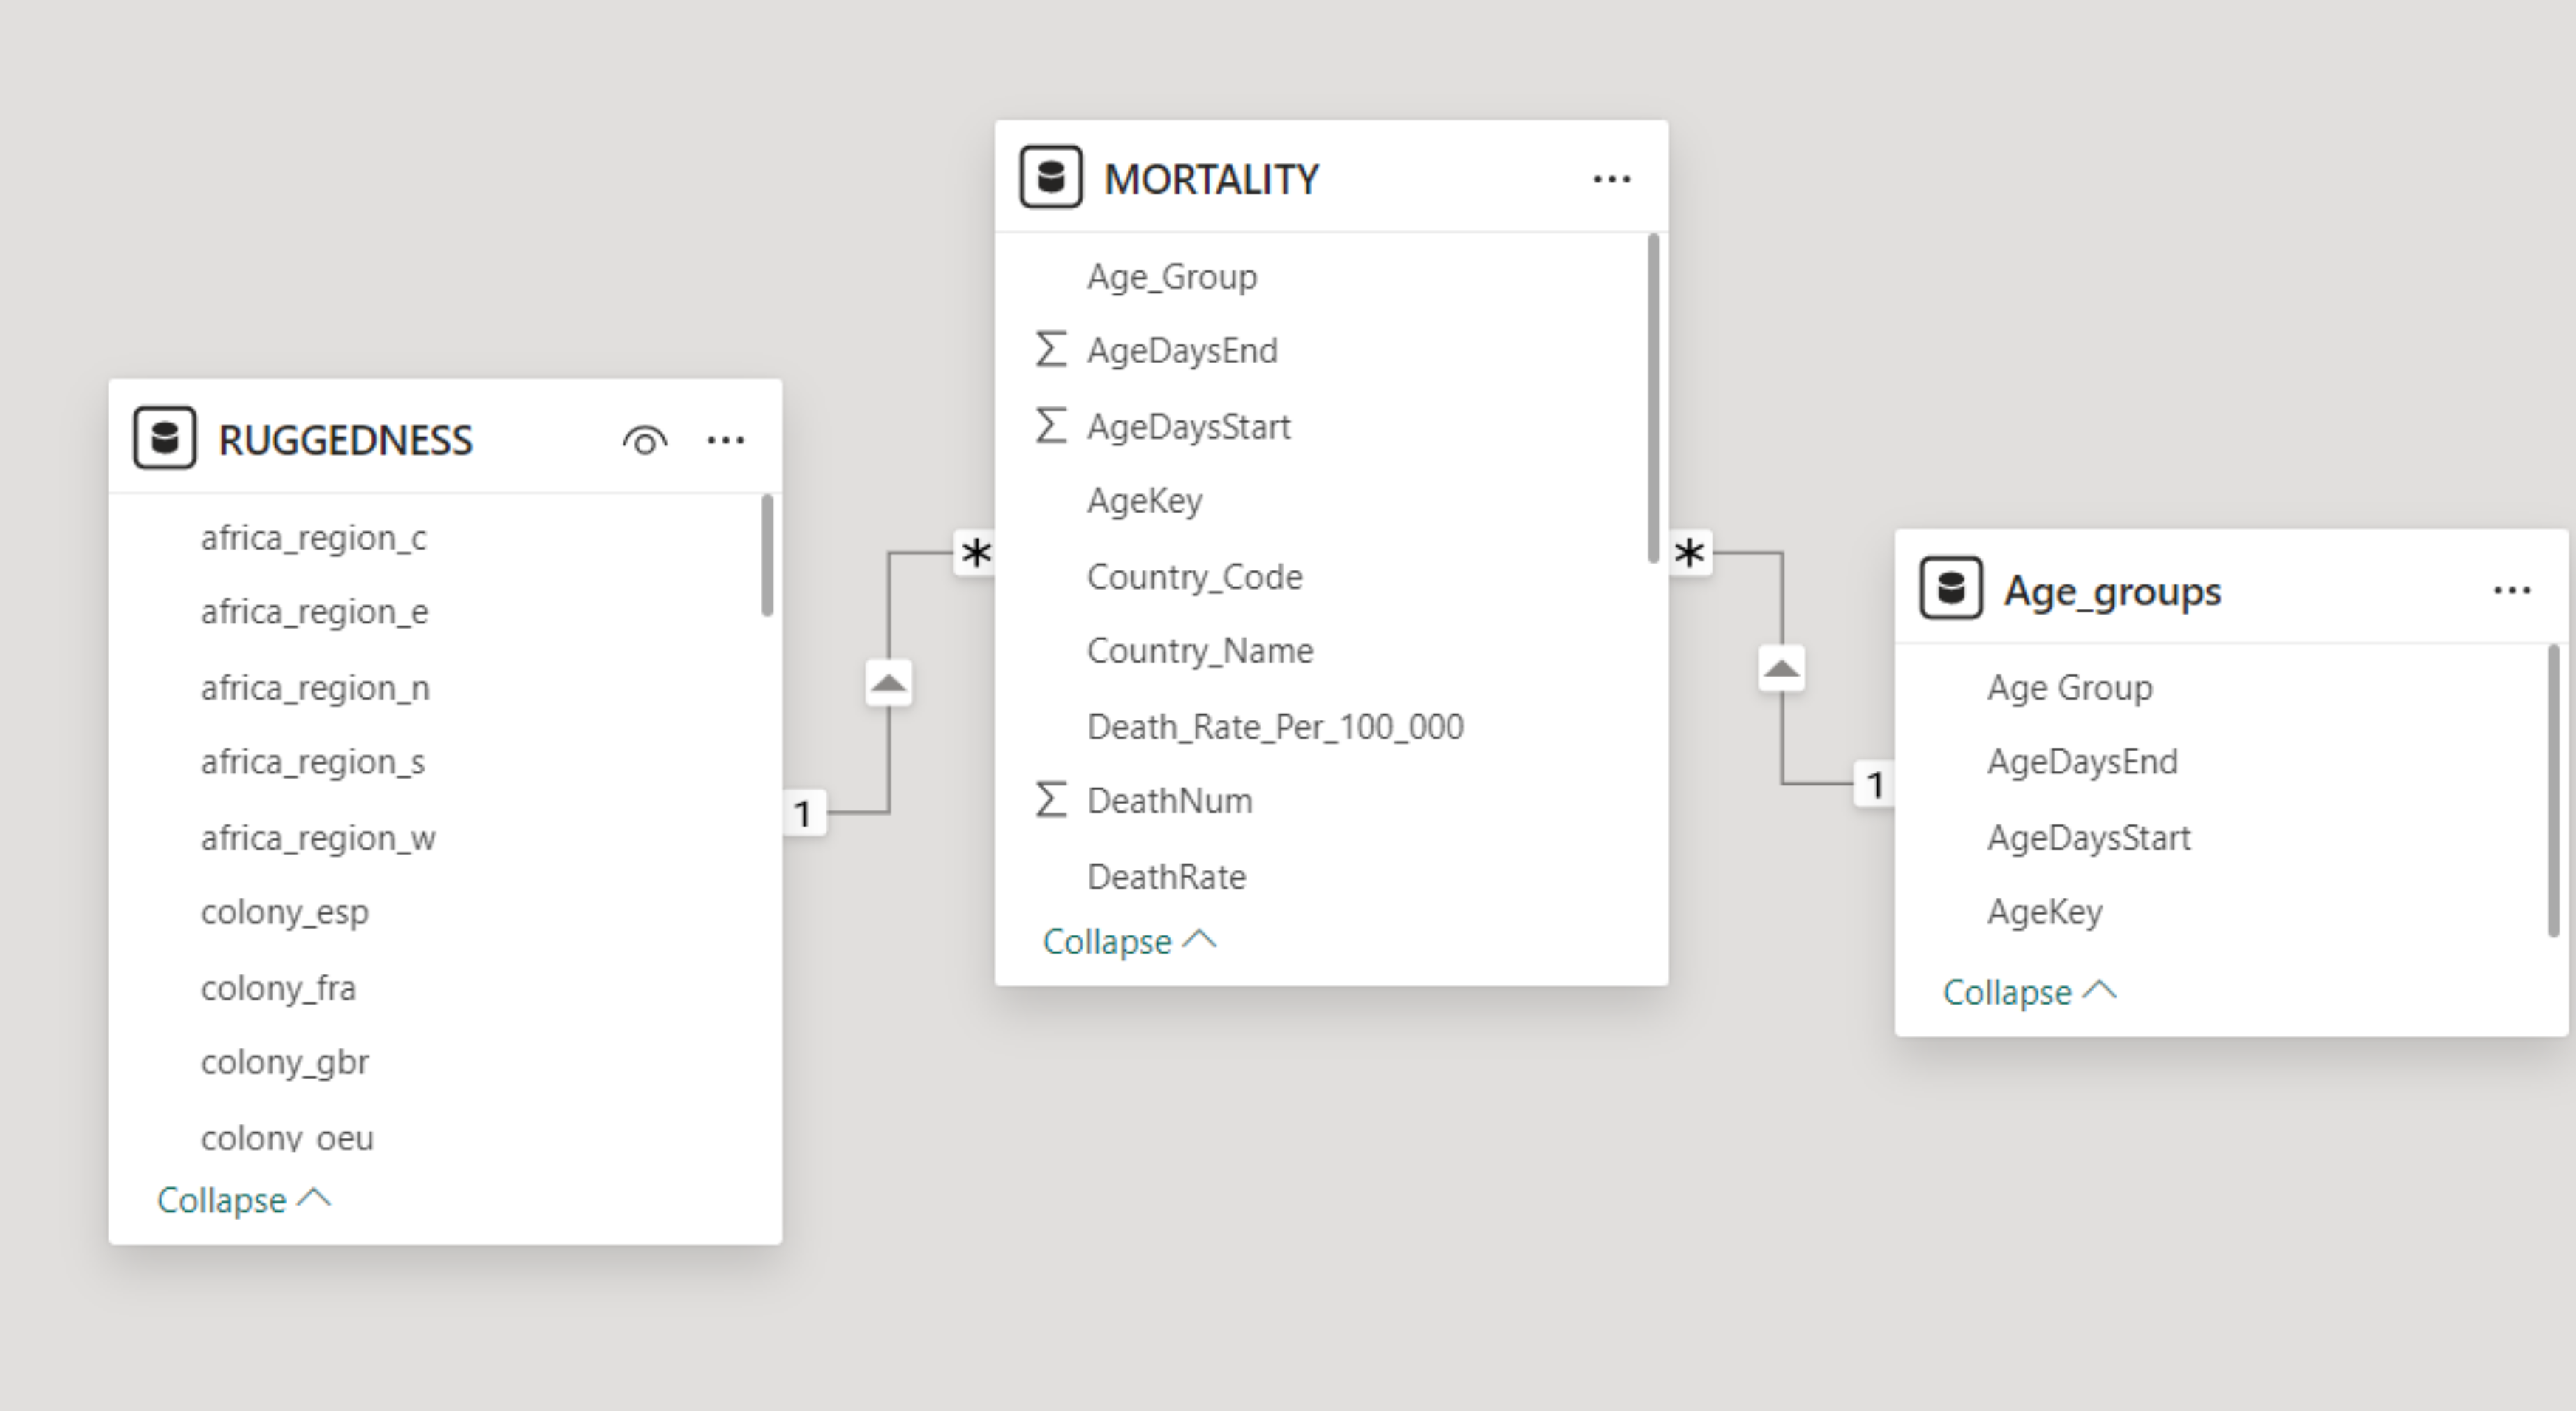 RUGGEDNESS
africa_region_c
africa_region_e
africa_region_n
africa_region_s
africa_region_w
colony_esp
colony_fra
colony_gbr
colony_oeu
Collapse
1
*
MORTALITY
Age_Group
AgeDaysEnd
AgeDaysStart
AgeKey
Country_Code
Country_Name
Death_Rate_Per_100_000
DeathNum
DeathRate
Collapse
*
1
Age_groups
Age Group
AgeDaysEnd
AgeDaysStart
AgeKey
Collapse